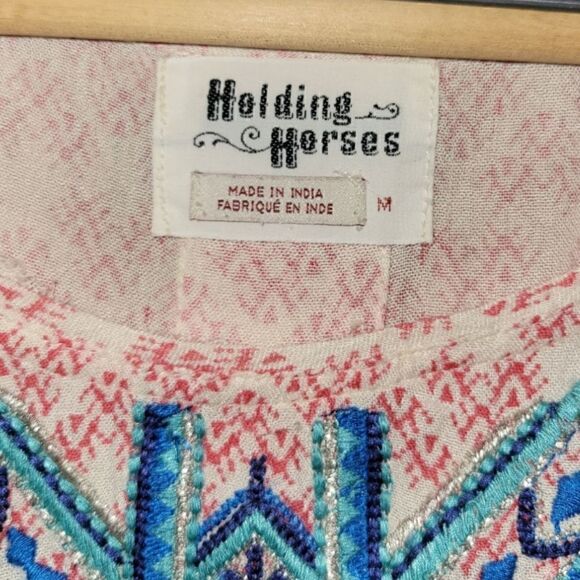 Holding
Horses
MADE IN INDIA
FABRIQUÉ EN INDE
M